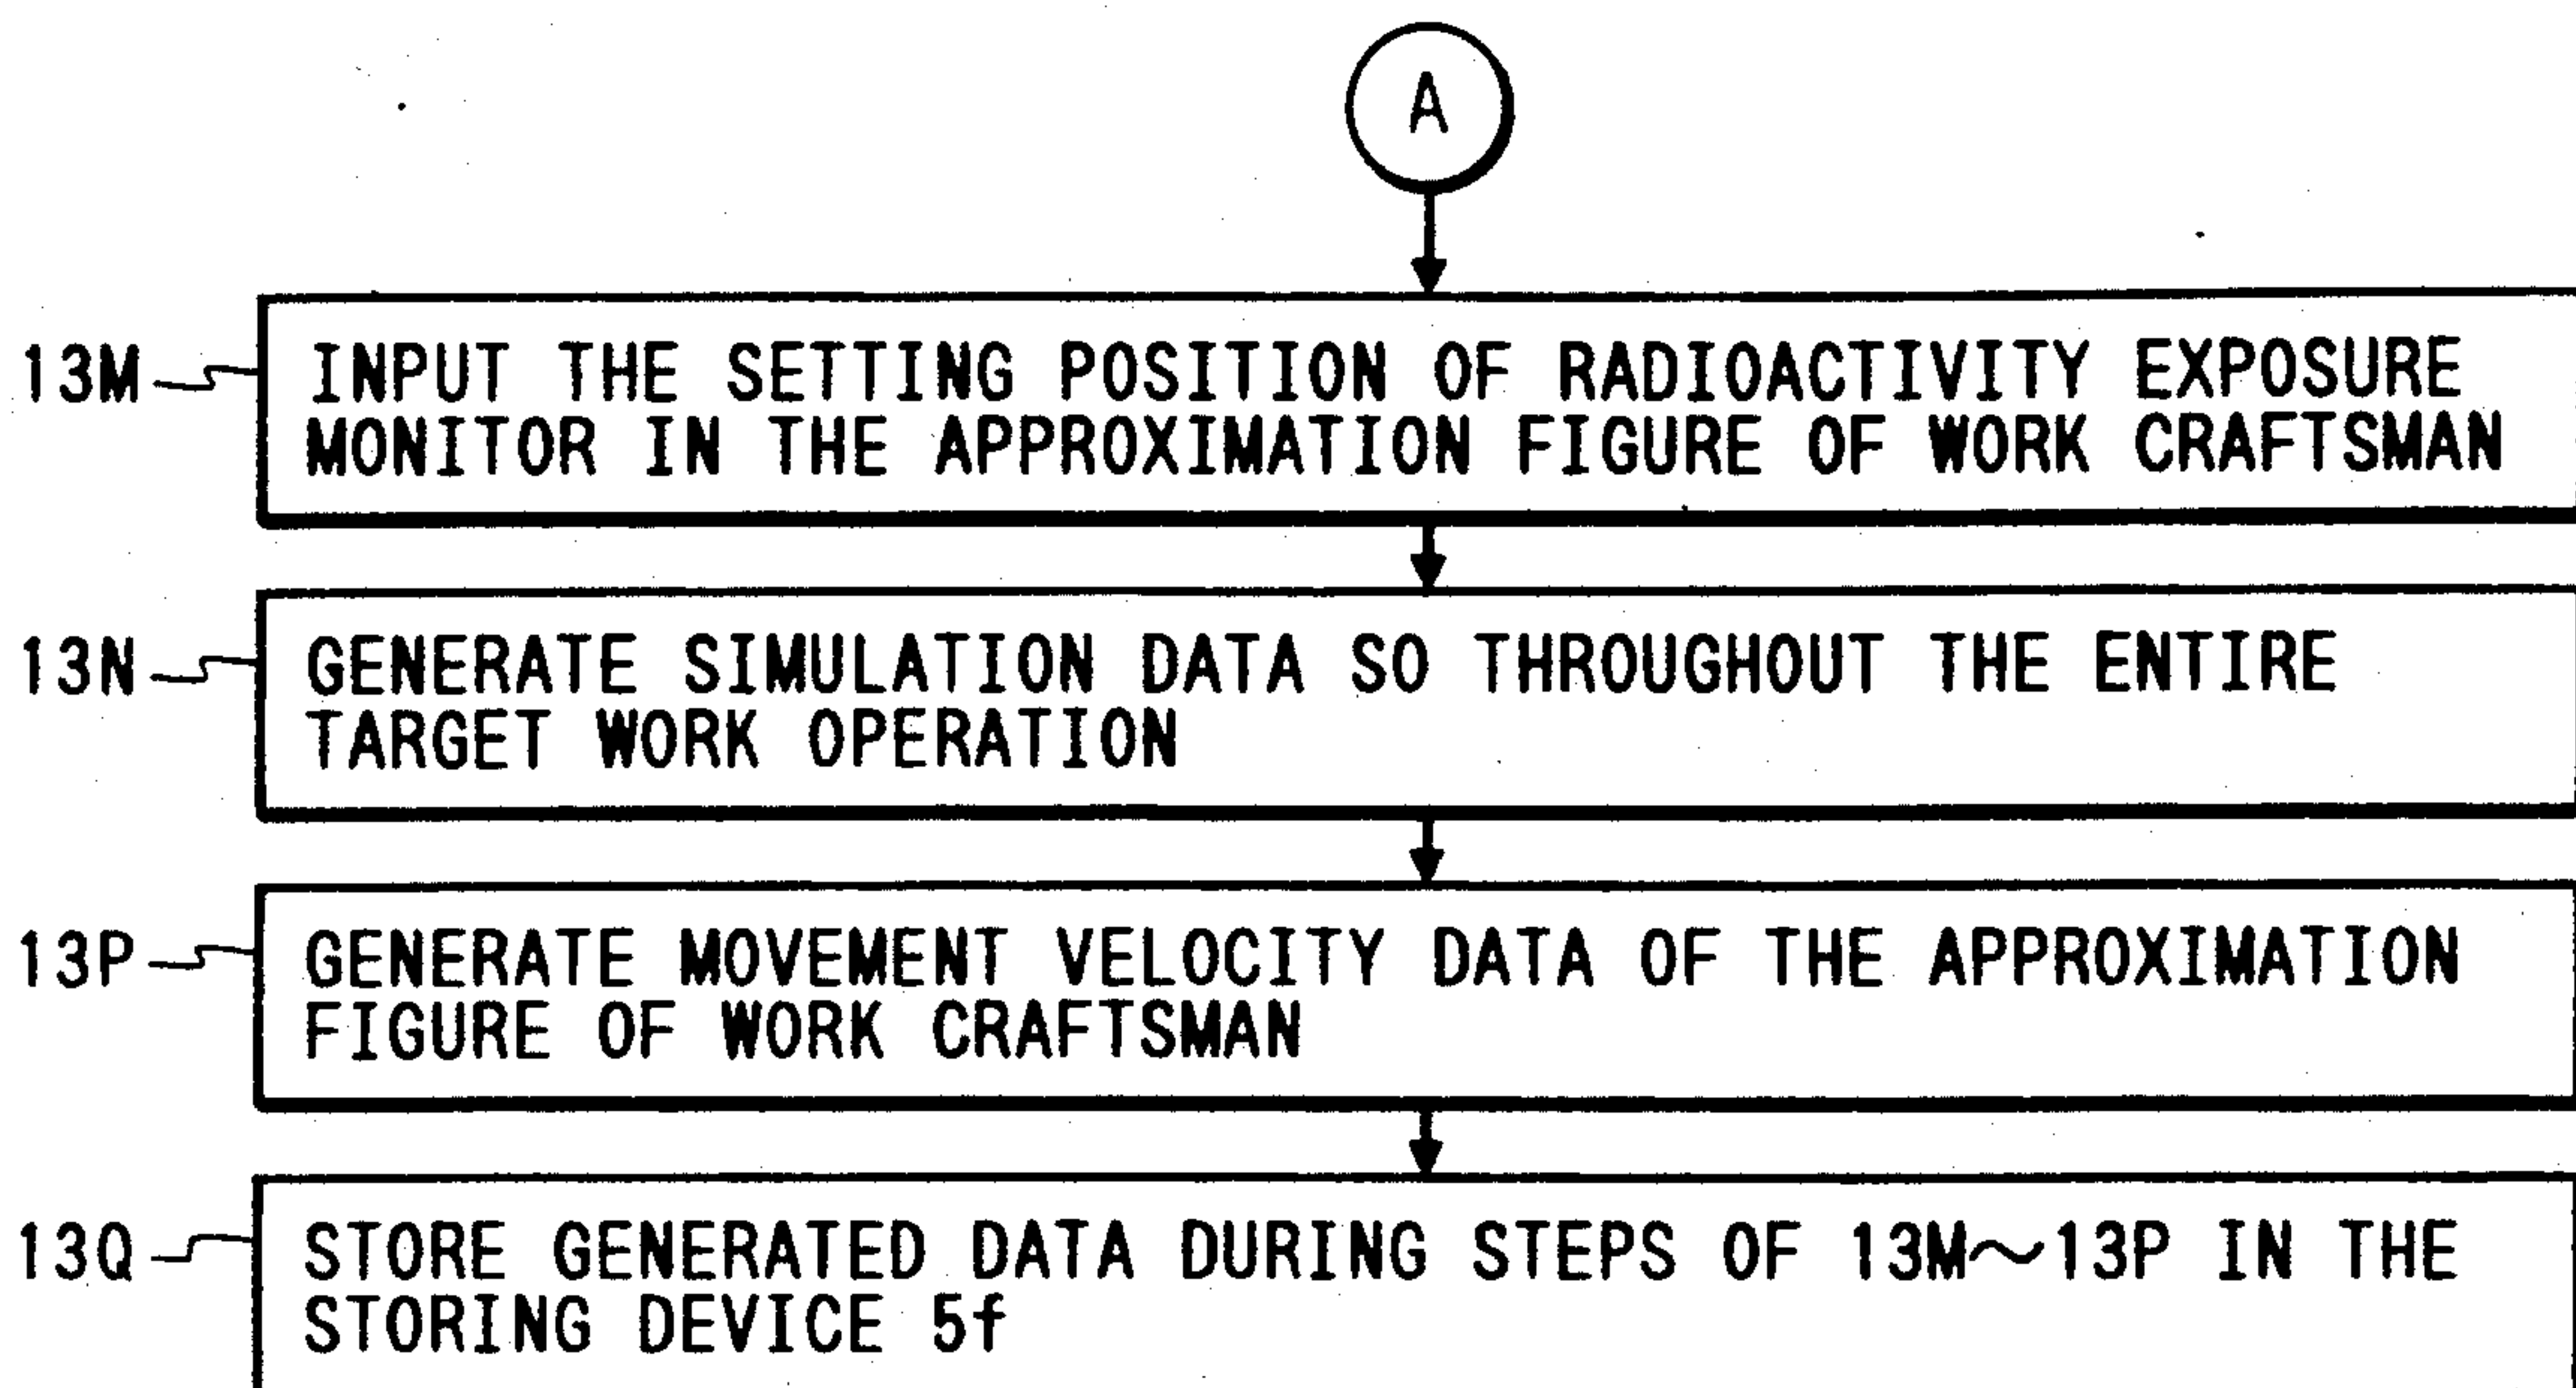 A
13M INPUT THE SETTING POSITION OF RADIOACTIVITY EXPOSURE
MONITOR IN THE APPROXIMATION FIGURE OF WORK CRAFTSMAN
13N GENERATE SIMULATION DATA SO THROUGHOUT THE ENTIRE
TARGET WORK OPERATION
13P GENERATE MOVEMENT VELOCITY DATA OF THE APPROXIMATION
FIGURE OF WORK CRAFTSMAN
13Q STORE GENERATED DATA DURING STEPS OF 13M~13P IN THE
STORING DEVICE 5f